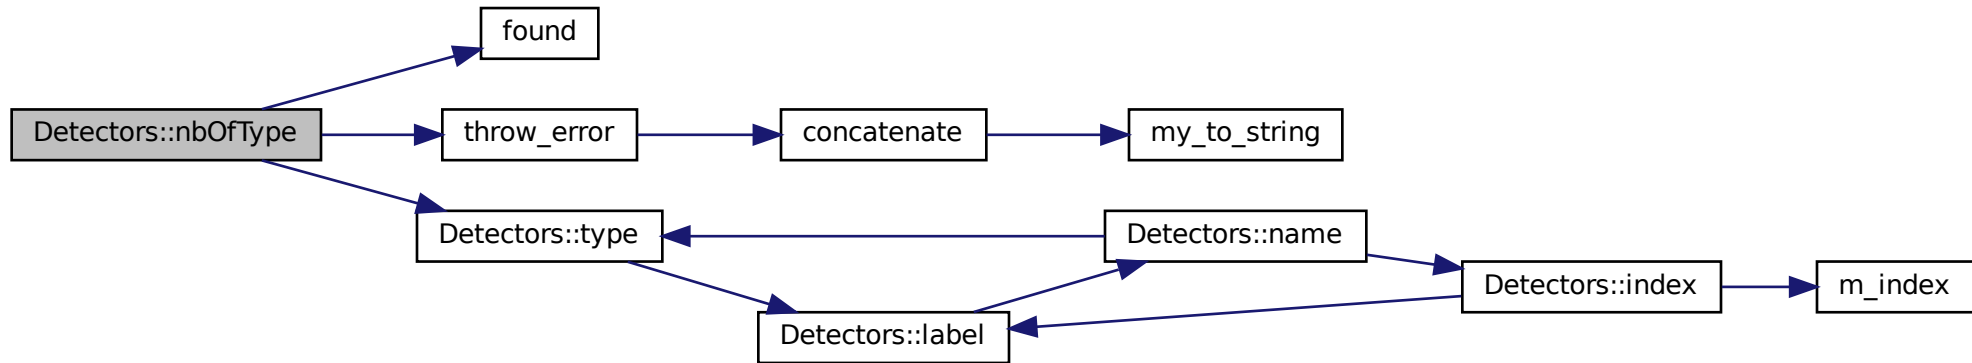 found
Detectors::nbOfType
throw_error
concatenate
my_to_string
Detectors::type
Detectors::name
Detectors::index
m_index
Detectors::label